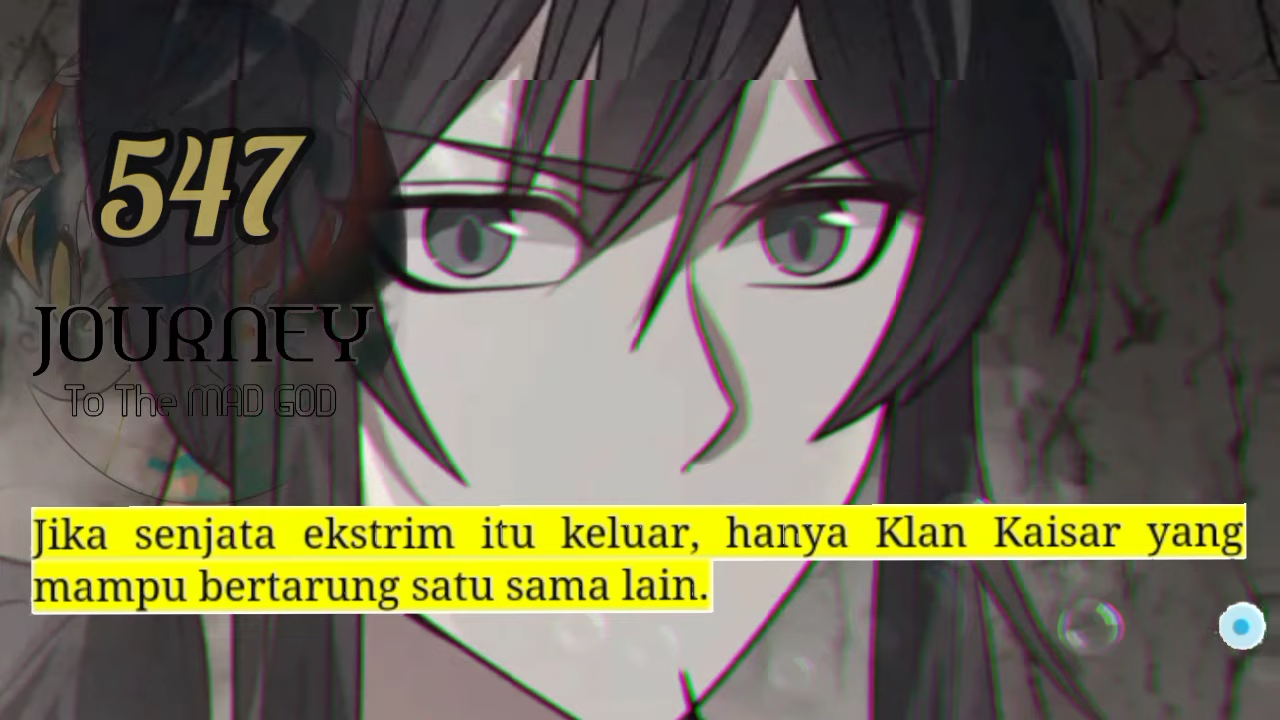 547
JOURNEY
To The MAD GOD
Jika senjata ekstrim itu keluar, hanya Klan Kaisar yang
mampu bertarung satu sama lain.